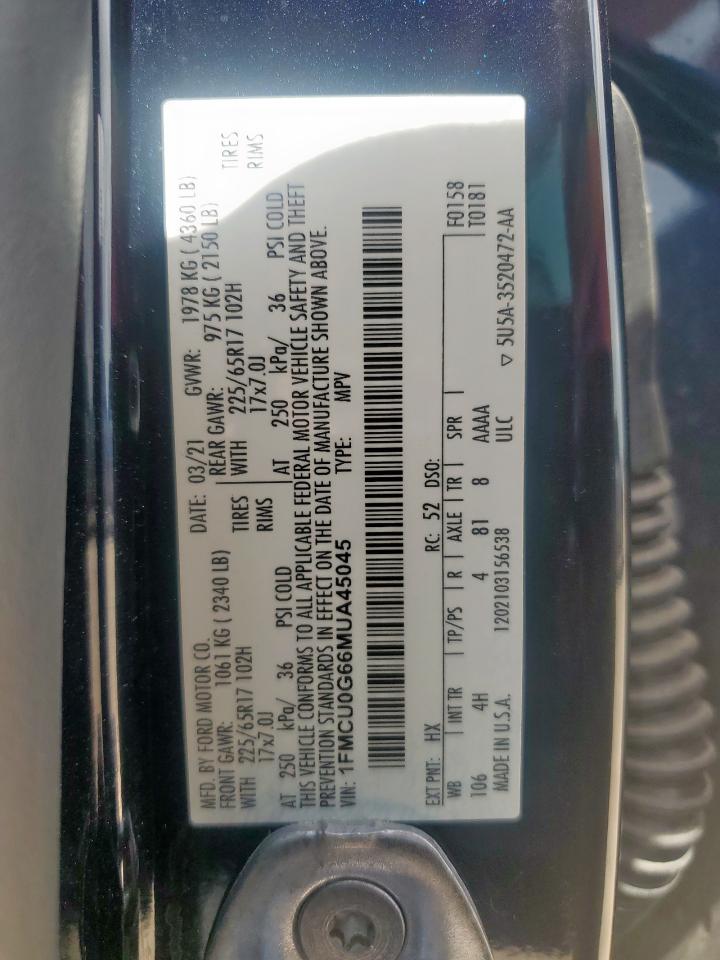 MFD. BY FORD MOTOR CO.
DATE: 03/21 GVWR: 1978 KG ( 4360 LB)
FRONT GAWR: 1061 KG ( 2340 LB)
REAR GAWR: 975 KG ( 2150 LB)
WITH 225/65R17 102H TIRES
WITH 225/65R17 102H TIRES
17x7.0J RIMS
17x7.0J RIMS
AT 250 kPa/ 36 PSI COLD
AT 250 kPa/ 36 PSI COLD
THIS VEHICLE CONFORMS TO ALL APPLICABLE FEDERAL MOTOR VEHICLE SAFETY AND THEFT
PREVENTION STANDARDS IN EFFECT ON THE DATE OF MANUFACTURE SHOWN ABOVE.
VIN: 1FMCU0G66MUA45045 TYPE: MPV
EXT PNT: HX RC: 52 DSO: F0158
WB INT TR TP/PS R AXLE TR SPR T0181
106 4H 4 81 8 AAAA
MADE IN U.S.A. 1202103156538 ULC ▽ 5U5A-3520472-AA